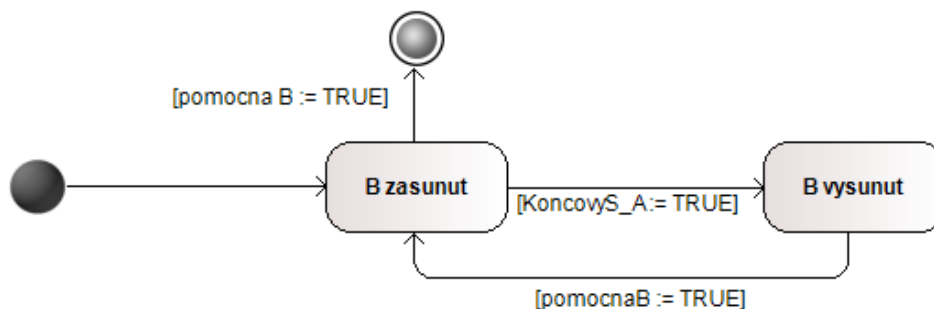 [pomocna B := TRUE]
B zasunut
B vysunut
[KoncovyS_A:= TRUE]
[pomocnaB := TRUE]